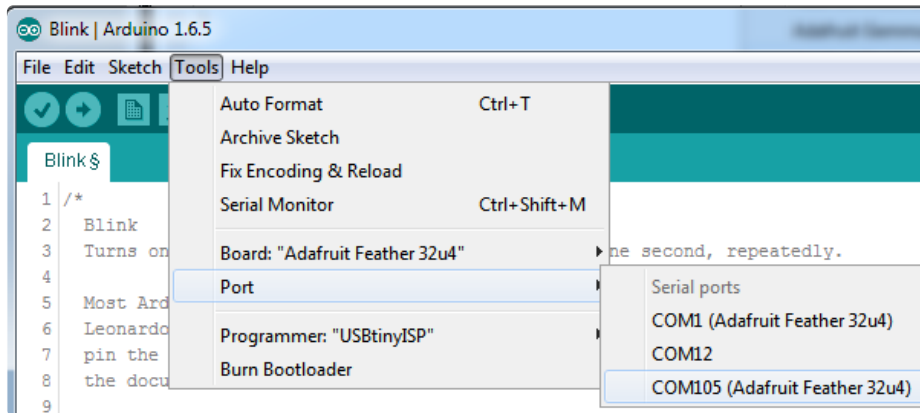 Blink | Arduino 1.6.5
File Edit Sketch Tools Help
Auto Format Ctrl+T
Archive Sketch
Fix Encoding & Reload
Serial Monitor Ctrl+Shift+M
Board: "Adafruit Feather 32u4"
Port
Programmer: "USBtinyISP"
Burn Bootloader
Serial ports
COM1 (Adafruit Feather 32u4)
COM12
COM105 (Adafruit Feather 32u4)
Blink §
1 /*
2 Blink
3 Turns on ne second, repeatedly.
4
5 Most Ard
6 Leonardo
7 pin the
8 the docu
9